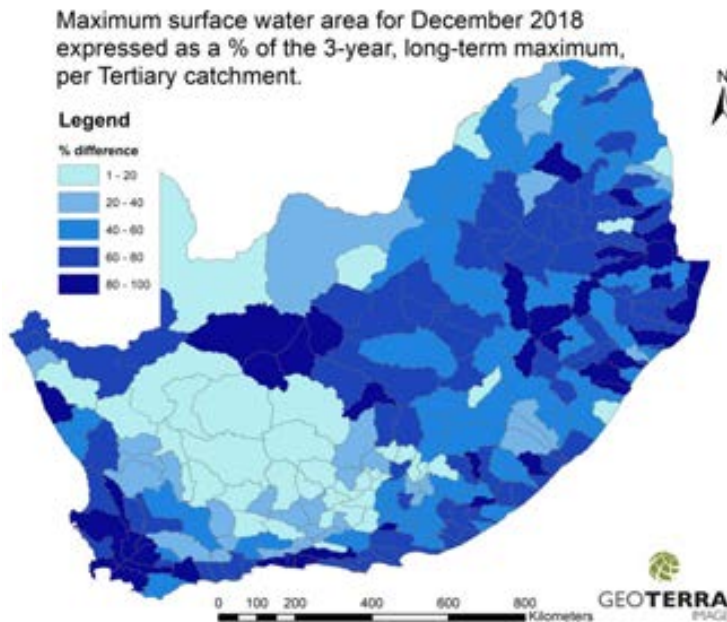 Maximum surface water area for December 2018
expressed as a % of the 3-year, long-term maximum,
per Tertiary catchment.
N
Legend
% difference
1 - 20
20 - 40
40 - 60
60 - 80
80 - 100
0 100 200 400 600 800
Kilometers
GEOTERRA
IMAGE